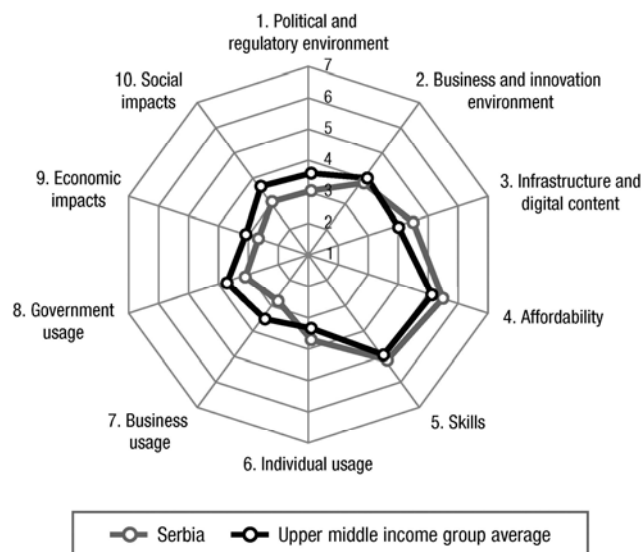 1. Political and
regulatory environment
2. Business and innovation
environment
3. Infrastructure and
digital content
4. Affordability
5. Skills
6. Individual usage
7. Business
usage
8. Government
usage
9. Economic
impacts
10. Social
impacts
7
6
5
4
3
2
1
Serbia
Upper middle income group average